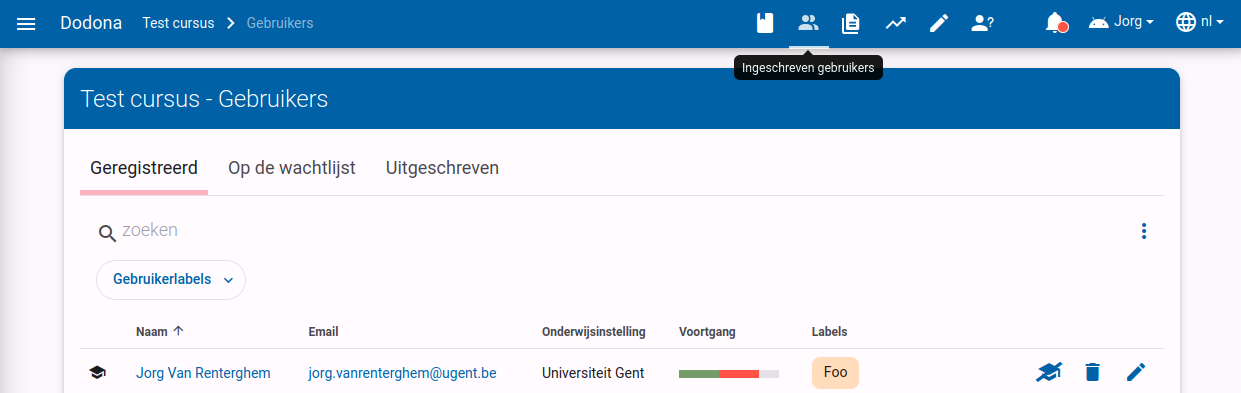 Dodona Test cursus Gebruikers Jorg nl
Ingeschreven gebruikers
Test cursus - Gebruikers
Geregistreerd Op de wachtlijst Uitgeschreven
zoeken
Gebruikerlabels
Naam Email Onderwijsinstelling Voortgang Labels
Jorg Van Renterghem jorg.vanrenterghem@ugent.be Universiteit Gent Foo